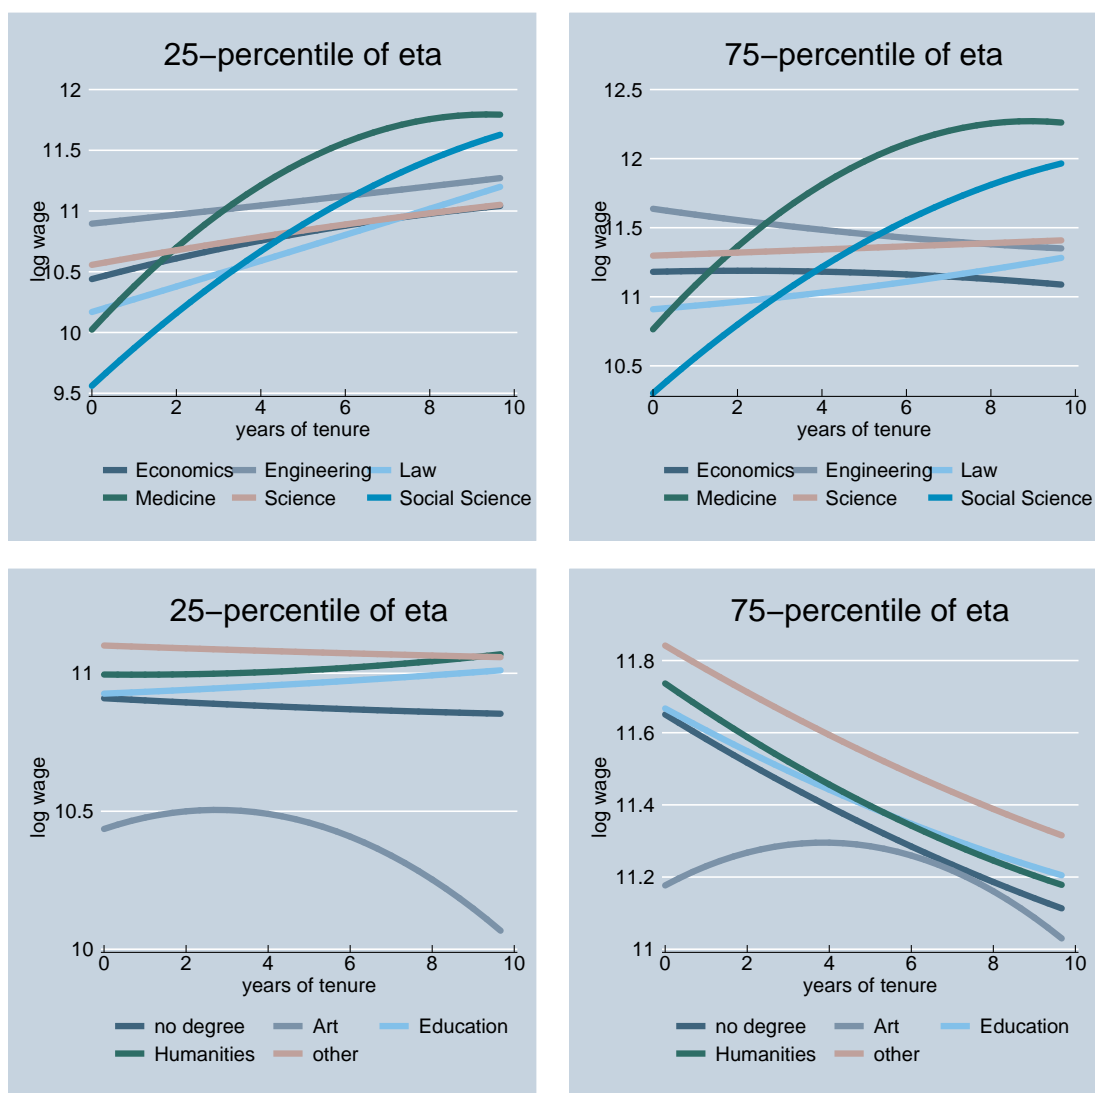 25–percentile of eta
12
11.5
11
10.5
10
9.5
log wage
0 2 4 6 8 10
years of tenure
Economics Engineering Law
Medicine Science Social Science
75–percentile of eta
12.5
12
11.5
11
10.5
log wage
0 2 4 6 8 10
years of tenure
Economics Engineering Law
Medicine Science Social Science
25–percentile of eta
11
10.5
10
log wage
0 2 4 6 8 10
years of tenure
no degree Art Education
Humanities other
75–percentile of eta
11.8
11.6
11.4
11.2
11
log wage
0 2 4 6 8 10
years of tenure
no degree Art Education
Humanities other